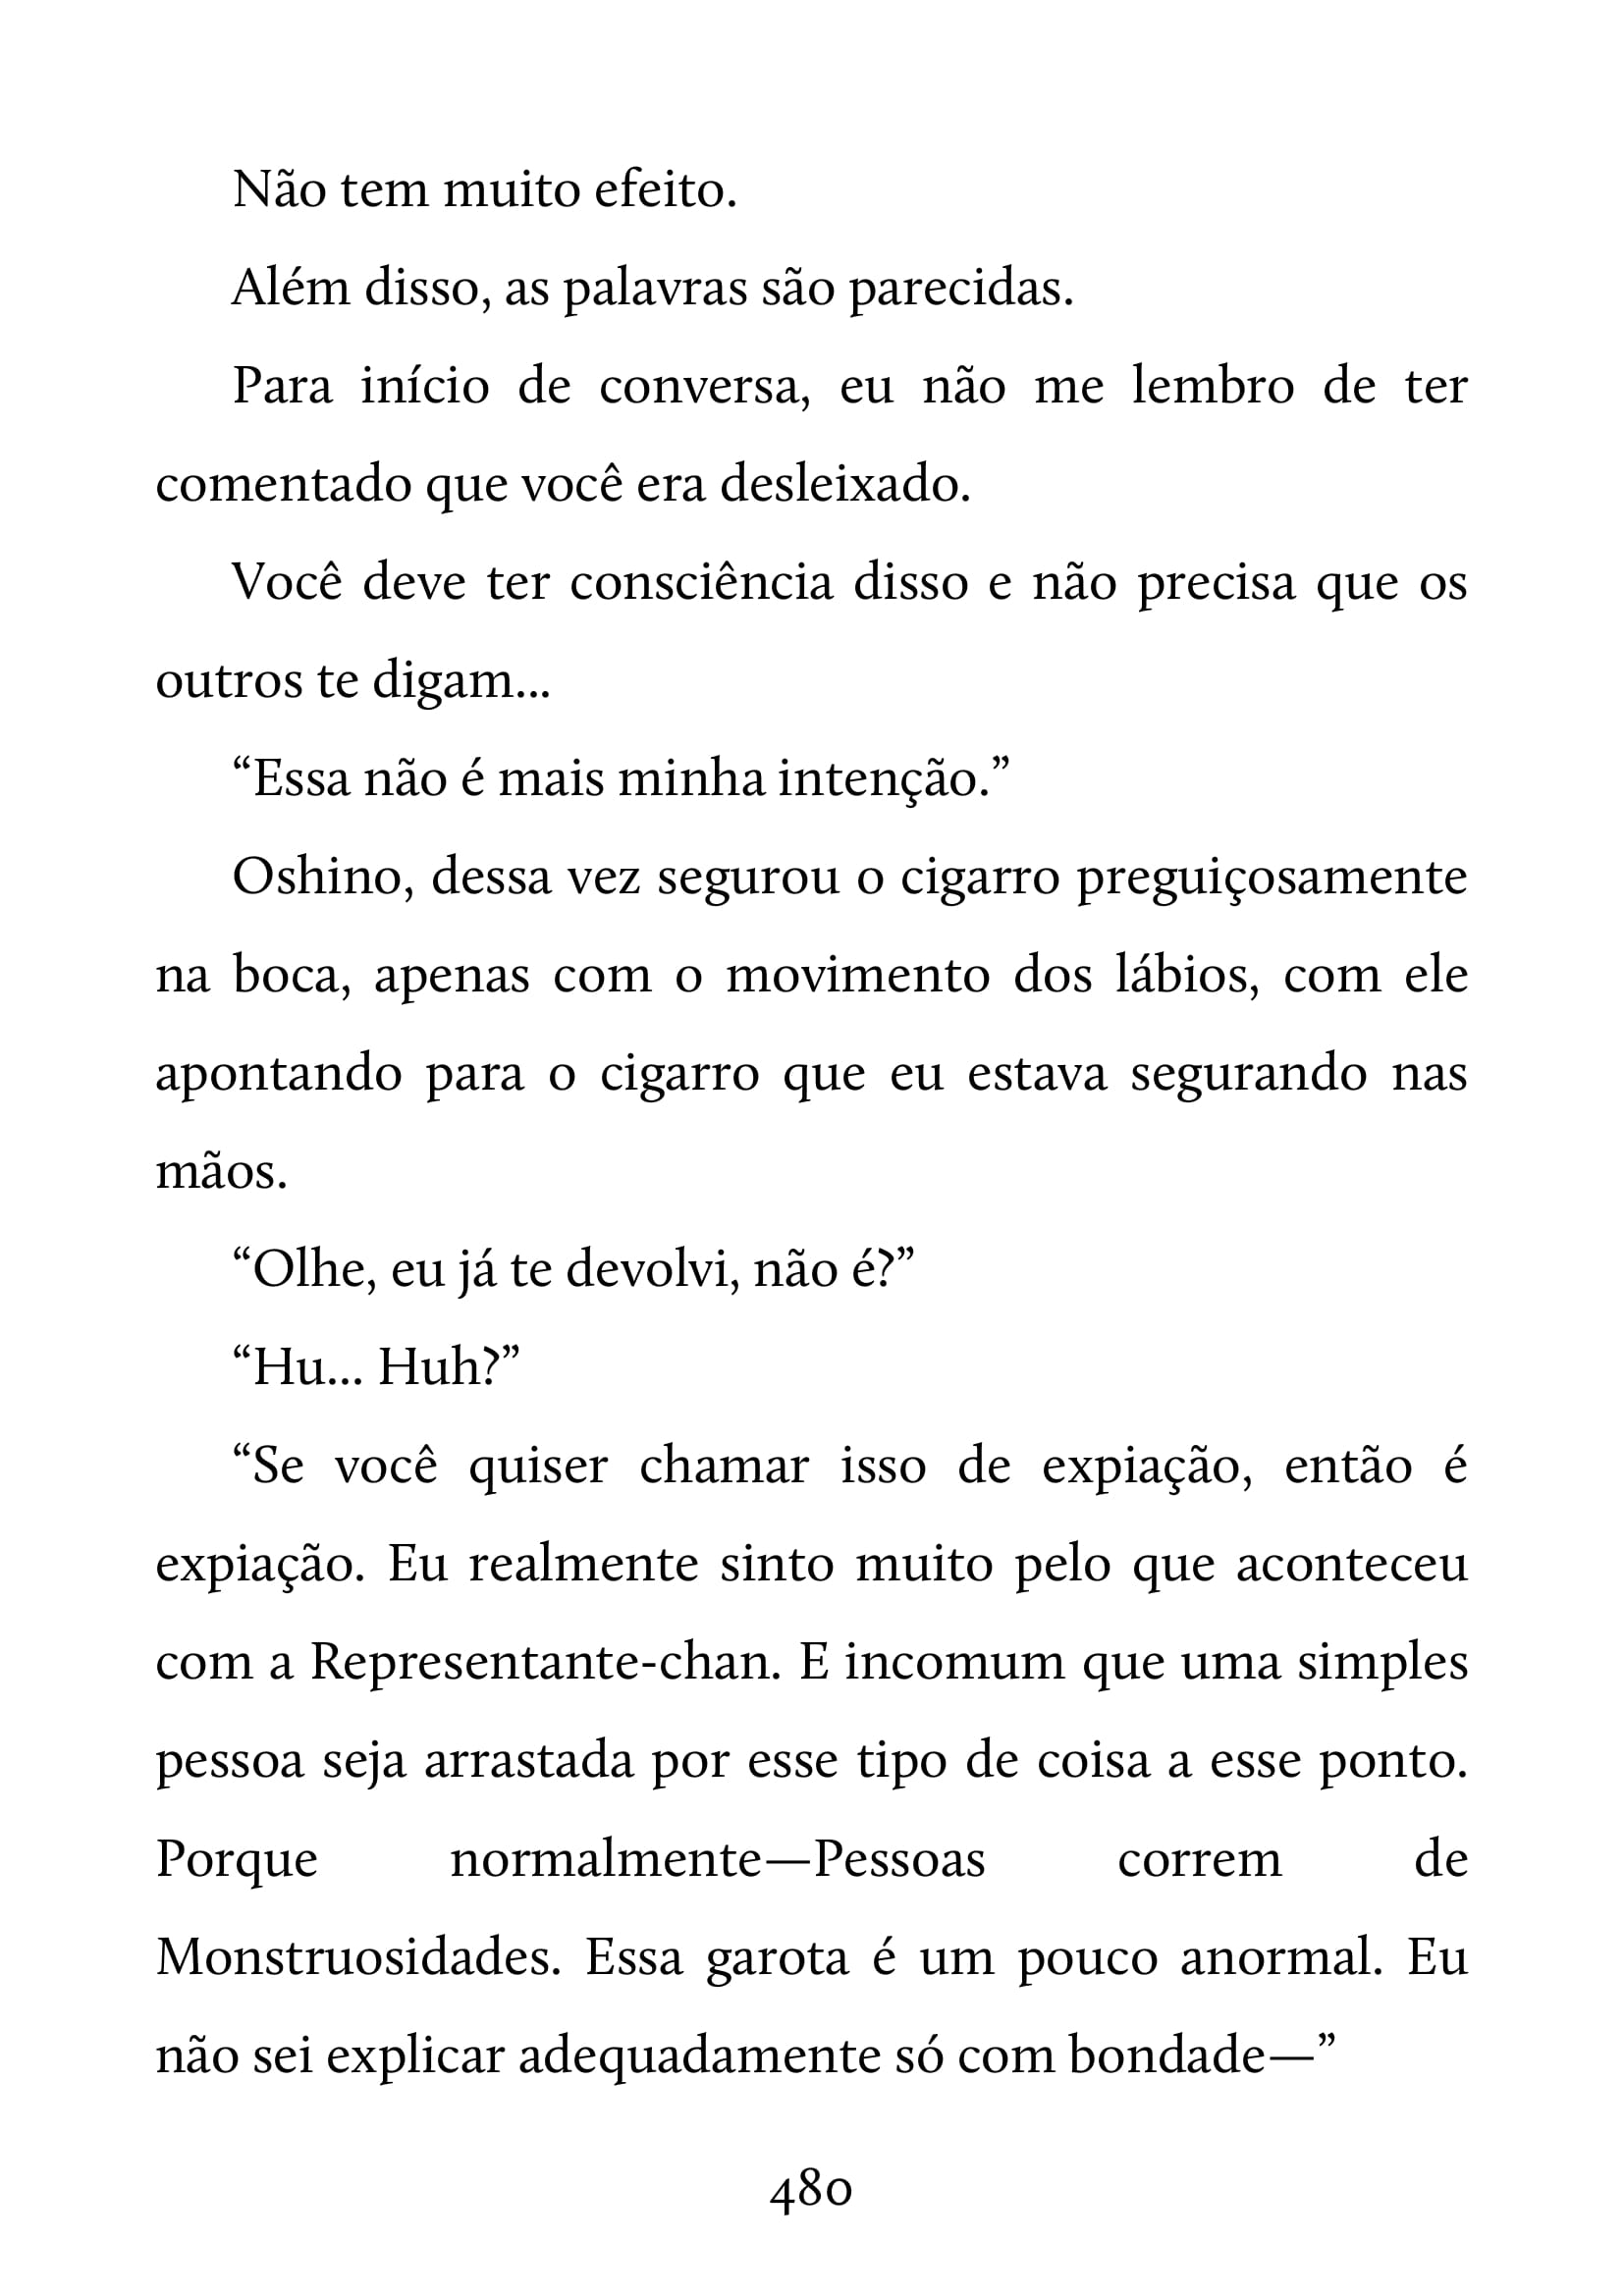 Não tem muito efeito.
Além disso, as palavras são parecidas.
Para início de conversa, eu não me lembro de ter
comentado que você era desleixado.
Você deve ter consciência disso e não precisa que os
outros te digam...
“Essa não é mais minha intenção.”
Oshino, dessa vez segurou o cigarro preguiçosamente
na boca, apenas com o movimento dos lábios, com ele
apontando para o cigarro que eu estava segurando nas
mãos.
“Olhe, eu já te devolvi, não é?”
“Hu... Huh?”
“Se você quiser chamar isso de expiação, então é
expiação. Eu realmente sinto muito pelo que aconteceu
com a Representante-chan. E incomum que uma simples
pessoa seja arrastada por esse tipo de coisa a esse ponto.
Porque normalmente—Pessoas correm de
Monstruosidades. Essa garota é um pouco anormal. Eu
não sei explicar adequadamente só com bondade—”
480